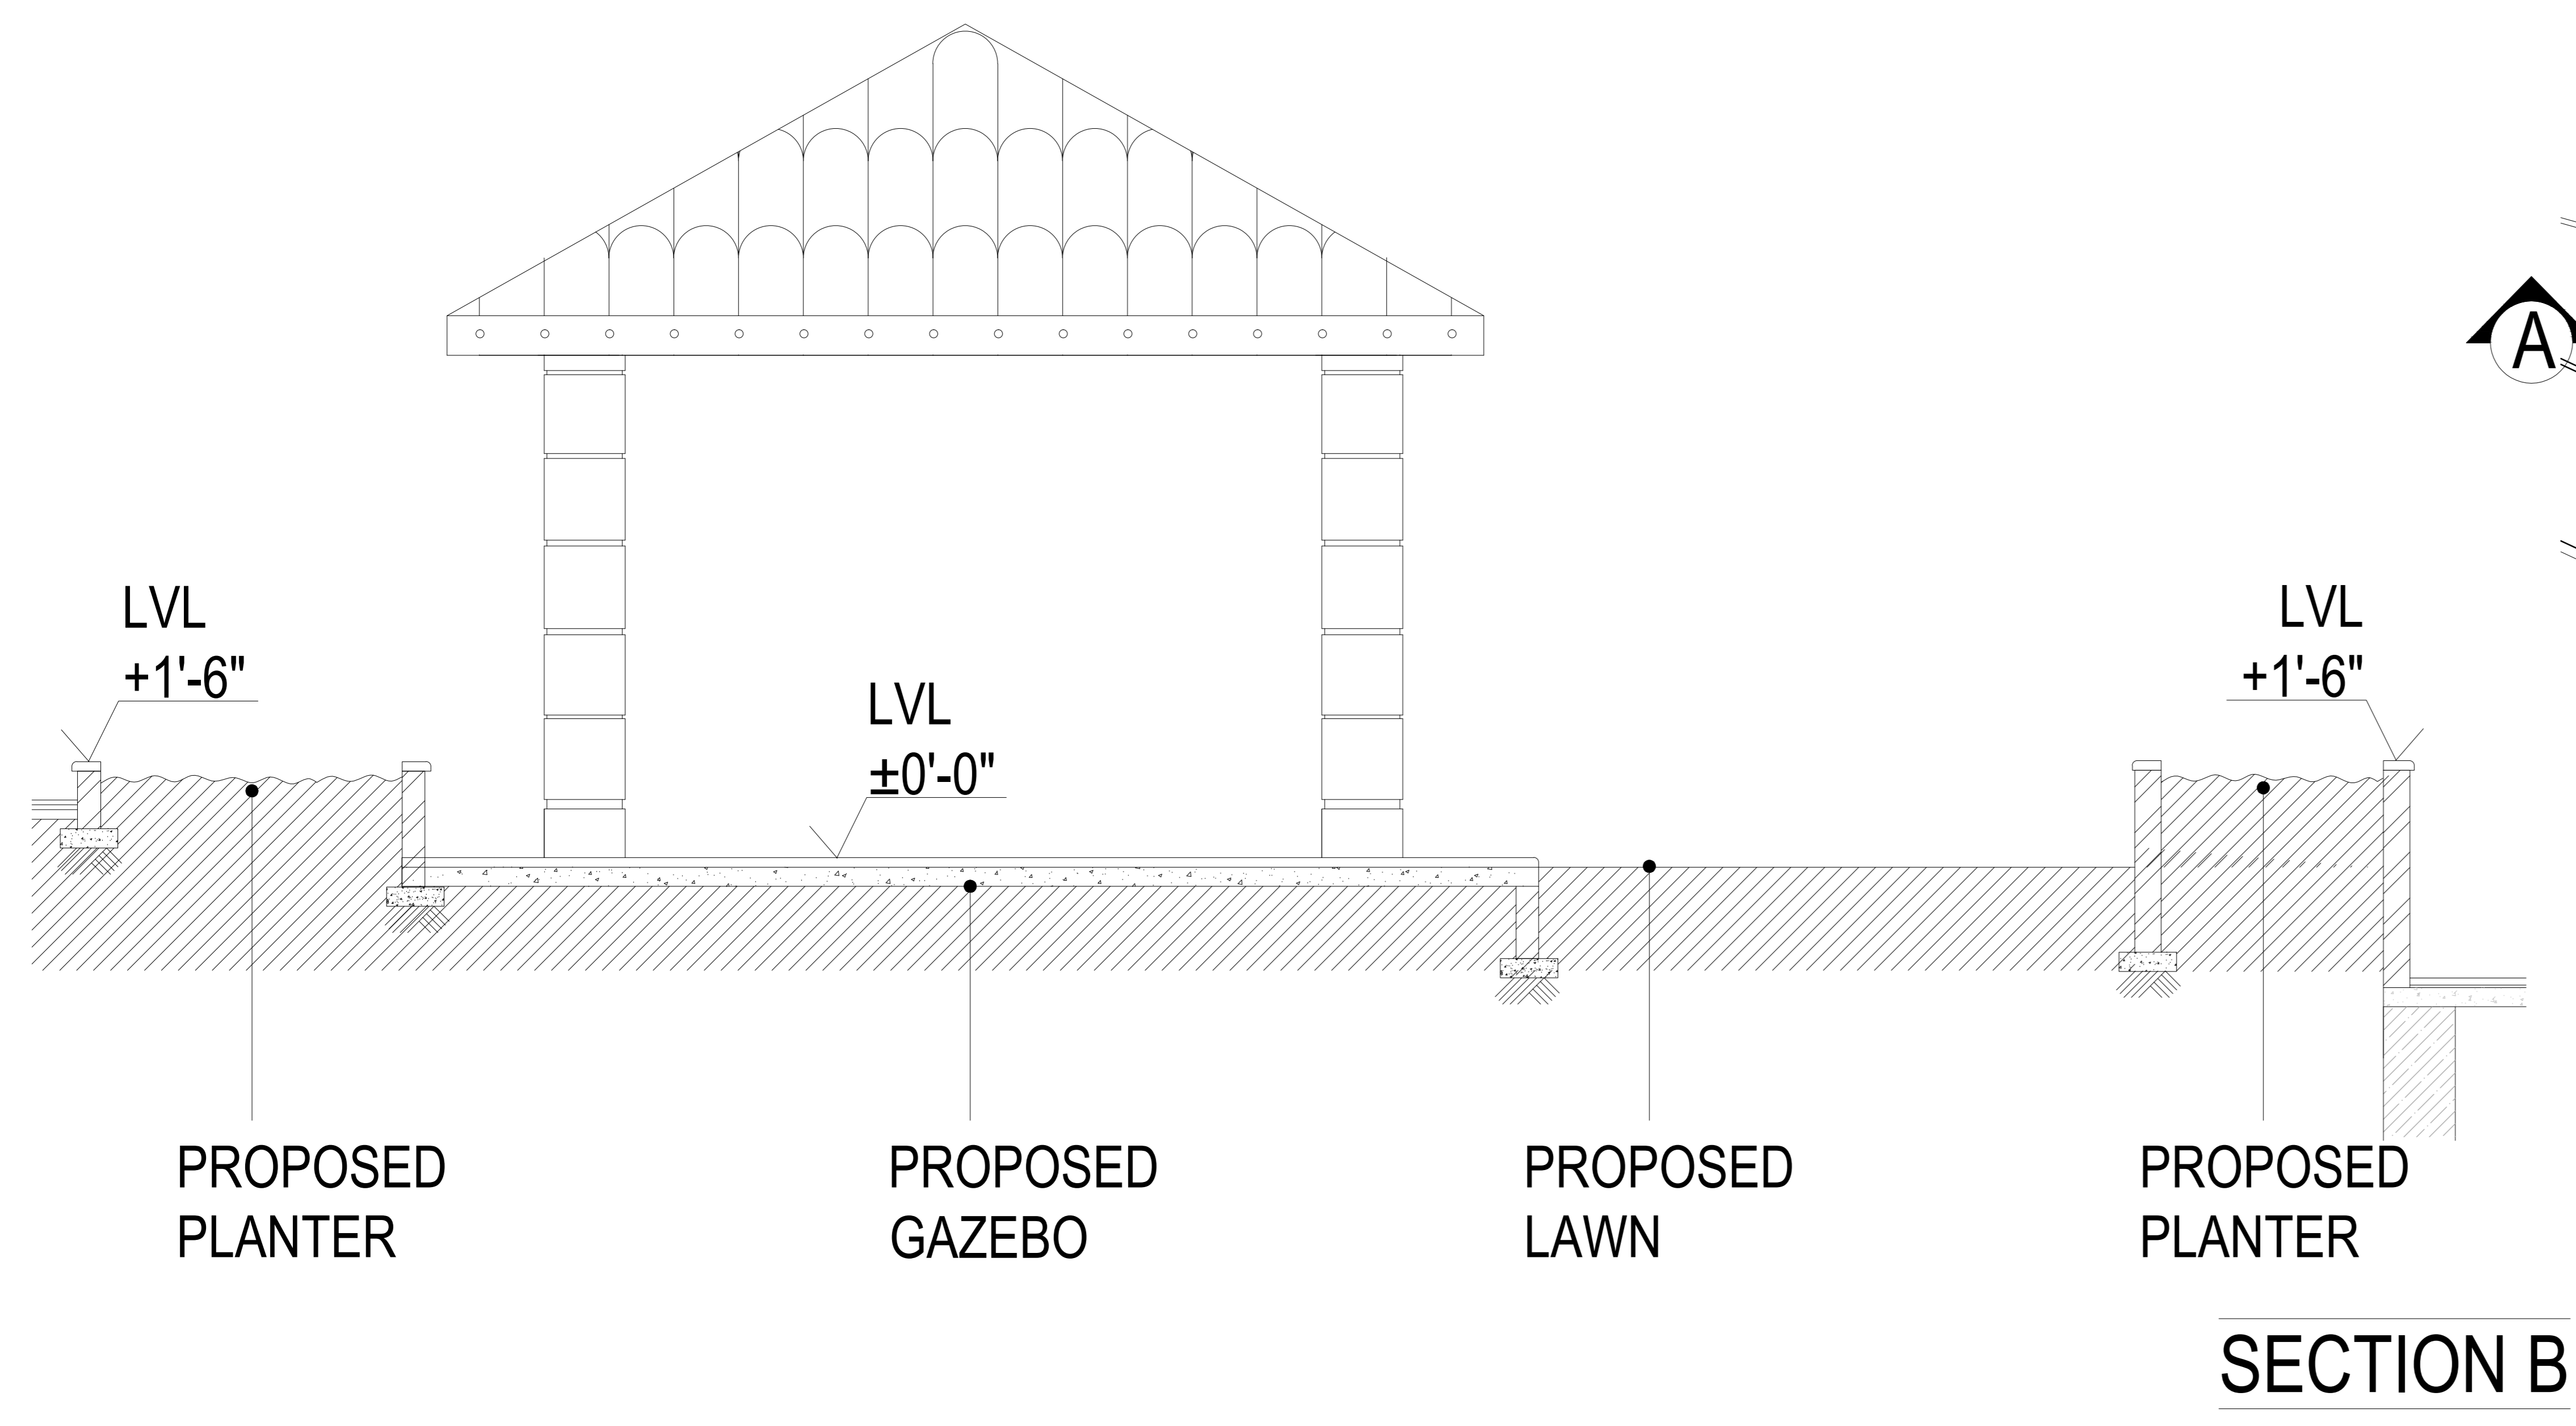 A
LVL
+1'-6"
LVL
±0'-0"
LVL
+1'-6"
PROPOSED
PLANTER
PROPOSED
GAZEBO
PROPOSED
LAWN
PROPOSED
PLANTER
SECTION B